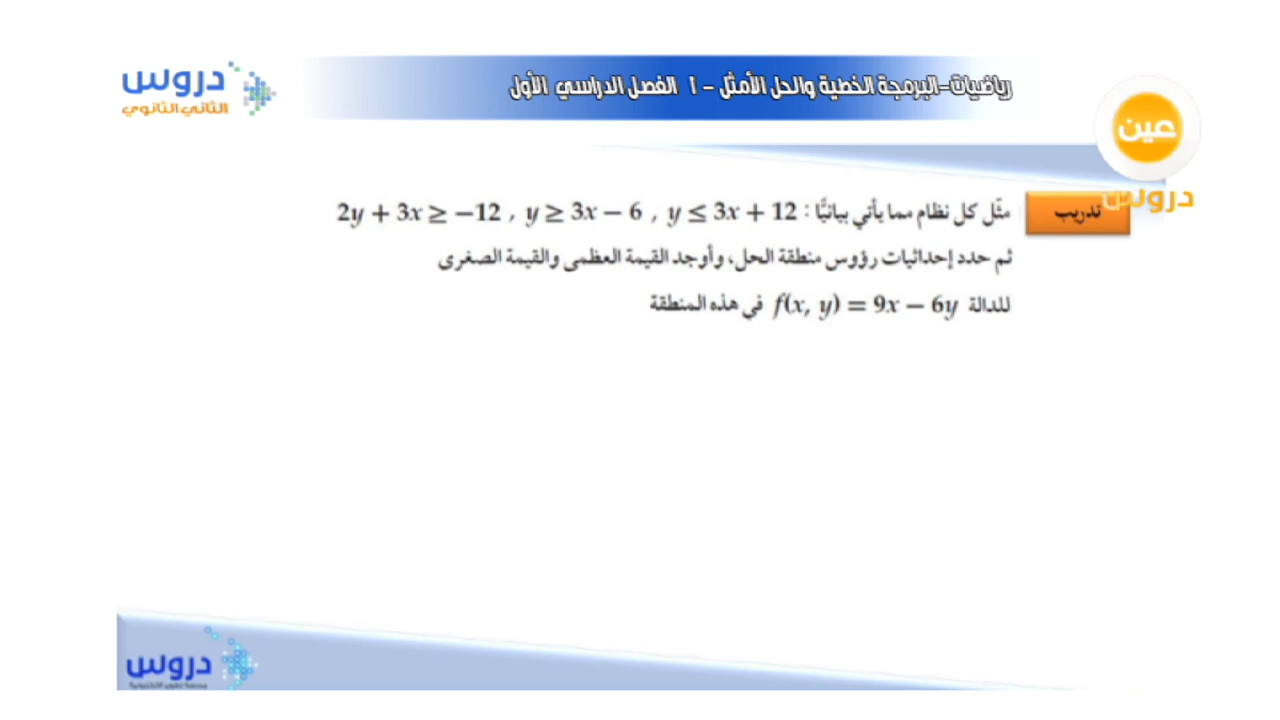 دروس
الثاني الثانوي
رياضيات-البرمجة الخطية والحل الأمثل - ٢ الفصل الدراسي الأول
عين
دروس
تدريب
مثّل كل نظام مما يأتي بيانيًّا : 2y + 3x ≥ −12 , y ≥ 3x − 6 , y ≤ 3x + 12
ثم حدد إحداثيات رؤوس منطقة الحل، وأوجد القيمة العظمى والقيمة الصغرى
للدالة f(x, y) = 9x − 6y في هذه المنطقة
دروس